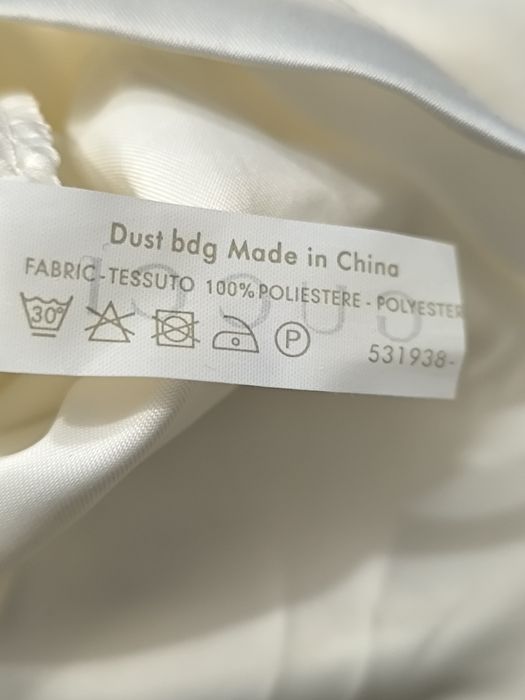 Dust bdg Made in China
FABRIC-TESSUTO 100% POLIESTERE - POLYESTER
30°
P
531938-